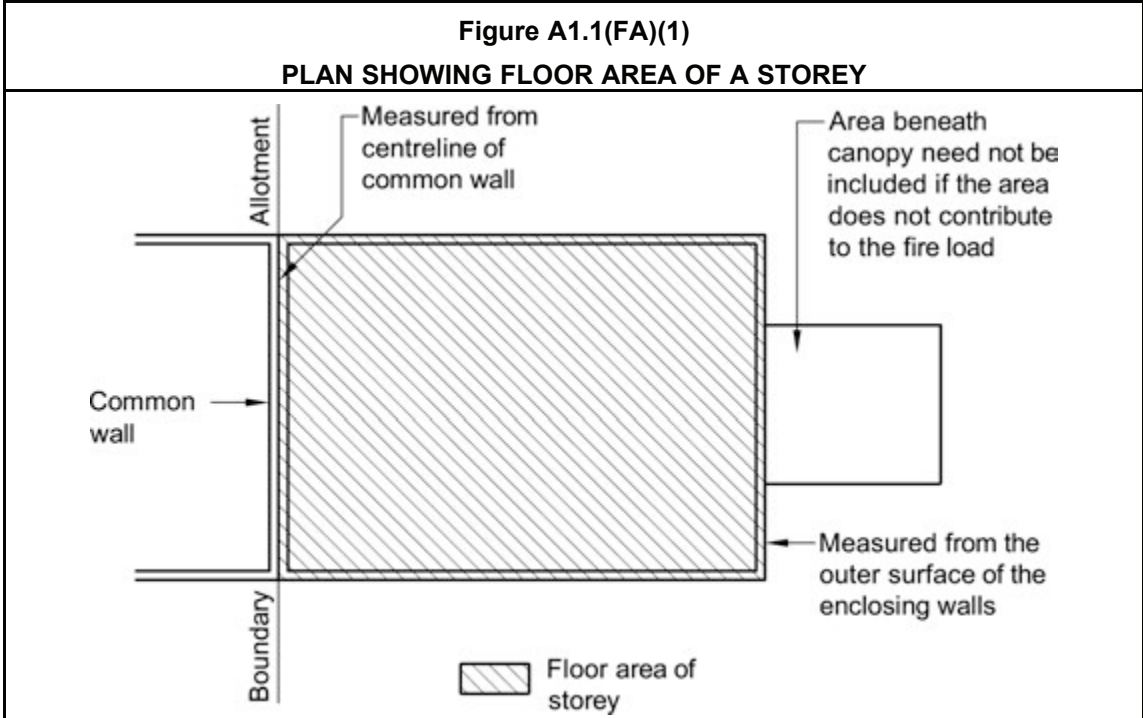 Figure A1.1(FA)(1)
PLAN SHOWING FLOOR AREA OF A STOREY
Allotment
Measured from
centreline of
common wall
Area beneath
canopy need not be
included if the area
does not contribute
to the fire load
Common
wall
Measured from the
outer surface of the
enclosing walls
Boundary
Floor area of
storey